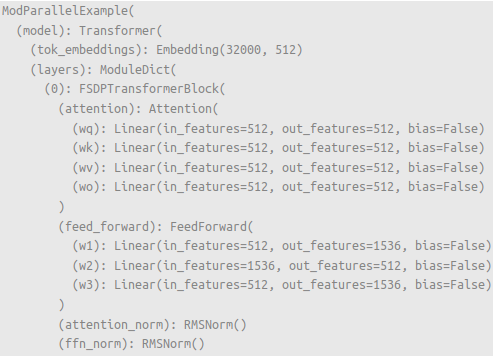 ModParallelExample(
  (model): Transformer(
    (tok_embeddings): Embedding(32000, 512)
    (layers): ModuleDict(
      (0): FSDPTransformerBlock(
        (attention): Attention(
          (wq): Linear(in_features=512, out_features=512, bias=False)
          (wk): Linear(in_features=512, out_features=512, bias=False)
          (wv): Linear(in_features=512, out_features=512, bias=False)
          (wo): Linear(in_features=512, out_features=512, bias=False)
        )
        (feed_forward): FeedForward(
          (w1): Linear(in_features=512, out_features=1536, bias=False)
          (w2): Linear(in_features=1536, out_features=512, bias=False)
          (w3): Linear(in_features=512, out_features=1536, bias=False)
        )
        (attention_norm): RMSNorm()
        (ffn_norm): RMSNorm()